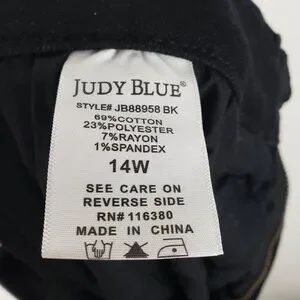 JUDY BLUE®
STYLE# JB88958 BK
69%COTTON
23%POLYESTER
7%RAYON
1%SPANDEX
14W
SEE CARE ON
REVERSE SIDE
RN# 116380
MADE IN CHINA